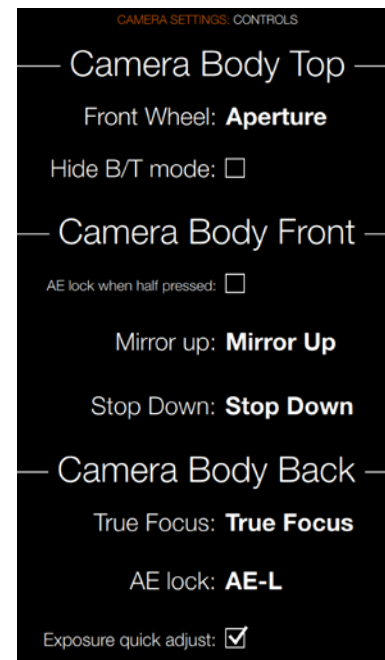 CAMERA SETTINGS: CONTROLS
Camera Body Top
Front Wheel: Aperture
Hide B/T mode:
Camera Body Front
AE lock when half pressed:
Mirror up: Mirror Up
Stop Down: Stop Down
Camera Body Back
True Focus: True Focus
AE lock: AE-L
Exposure quick adjust: